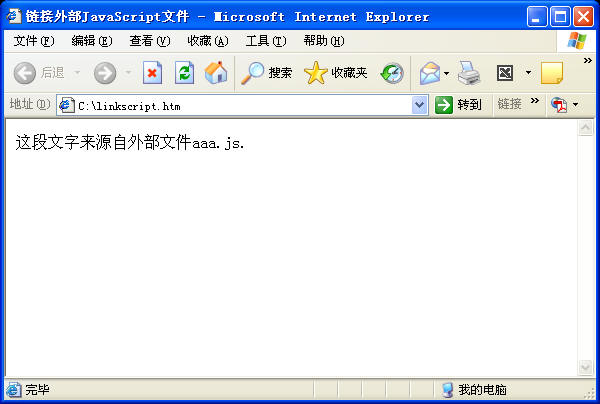 链接外部JavaScript文件 - Microsoft Internet Explorer
文件(F) 编辑(E) 查看(V) 收藏(A) 工具(T) 帮助(H)
后退 搜索 收藏夹 »
地址(D) C:\linkscript.htm 转到 链接 »
这段文字来源自外部文件aaa.js.
完毕 我的电脑